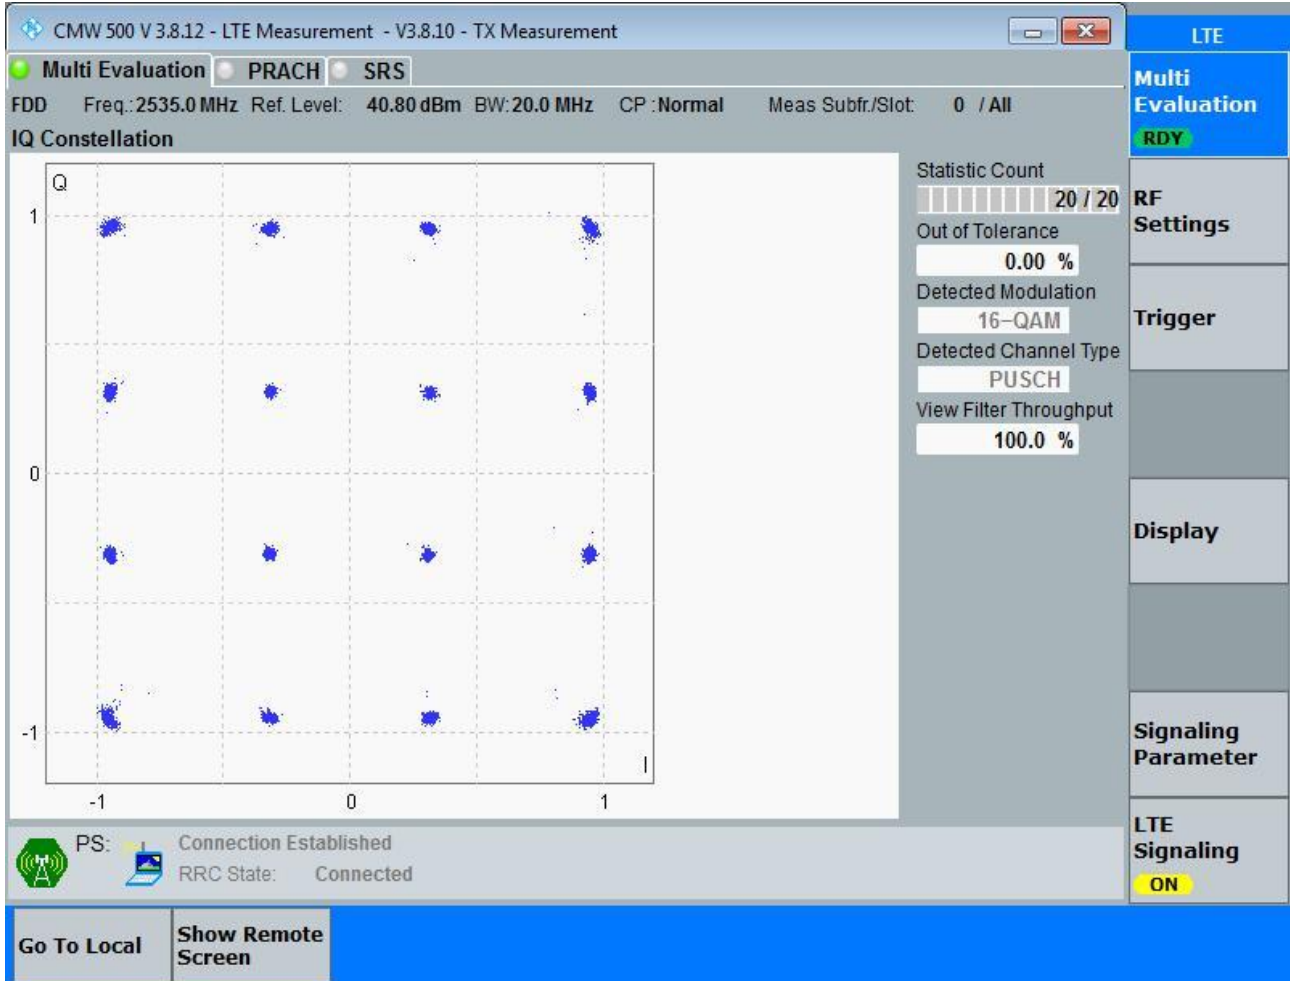 CMW 500 V 3.8.12 - LTE Measurement - V3.8.10 - TX Measurement
LTE
Multi Evaluation PRACH SRS
FDD Freq.: 2535.0 MHz Ref. Level: 40.80 dBm BW: 20.0 MHz CP : Normal Meas Subfr./Slot: 0 / All
IQ Constellation
Q
1
0
-1
I
-1 0 1
Statistic Count
20 / 20
Out of Tolerance
0.00 %
Detected Modulation
16-QAM
Detected Channel Type
PUSCH
View Filter Throughput
100.0 %
Multi
Evaluation
RDY
RF
Settings
Trigger
Display
Signaling
Parameter
LTE
Signaling
ON
PS: Connection Established
RRC State: Connected
Go To Local
Show Remote
Screen